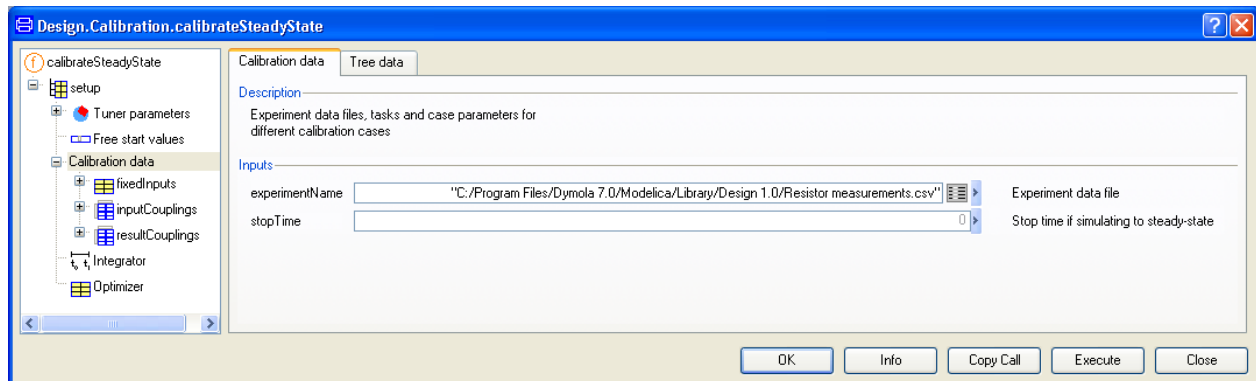 Design.Calibration.calibrateSteadyState
calibrateSteadyState
setup
Tuner parameters
Free start values
Calibration data
fixedInputs
inputCouplings
resultCouplings
Integrator
Optimizer
Calibration data Tree data
Description
Experiment data files, tasks and case parameters for
different calibration cases
Inputs
experimentName "C:/Program Files/Dymola 7.0/Modelica/Library/Design 1.0/Resistor measurements.csv" Experiment data file
stopTime 0 Stop time if simulating to steady-state
OK Info Copy Call Execute Close